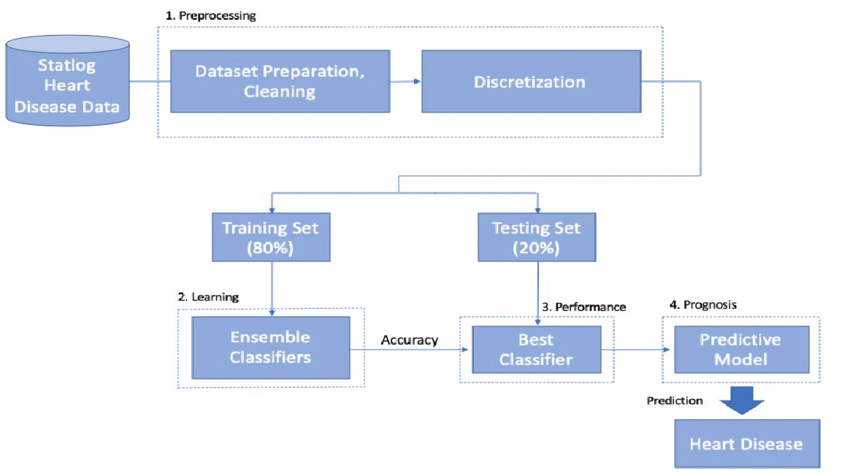 1. Preprocessing
Statlog
Heart
Disease Data
Dataset Preparation,
Cleaning
Discretization
Training Set
(80%)
Testing Set
(20%)
2. Learning
3. Performance
4. Prognosis
Ensemble
Classifiers
Accuracy
Best
Classifier
Predictive
Model
Prediction
Heart Disease